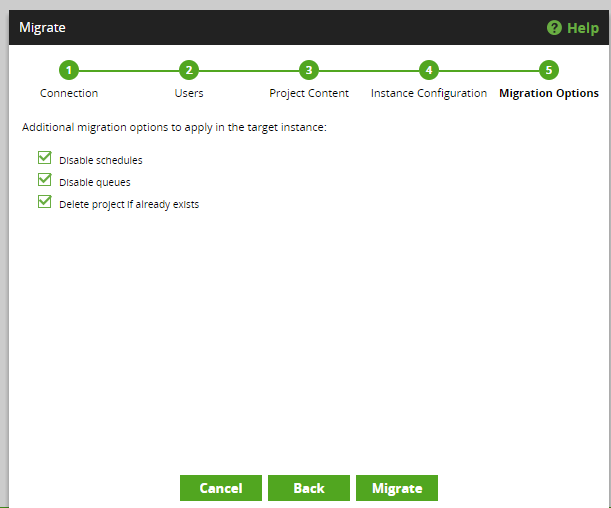 Migrate
? Help
1 2 3 4 5
Connection Users Project Content Instance Configuration Migration Options
Additional migration options to apply in the target instance:
Disable schedules
Disable queues
Delete project if already exists
Cancel Back Migrate